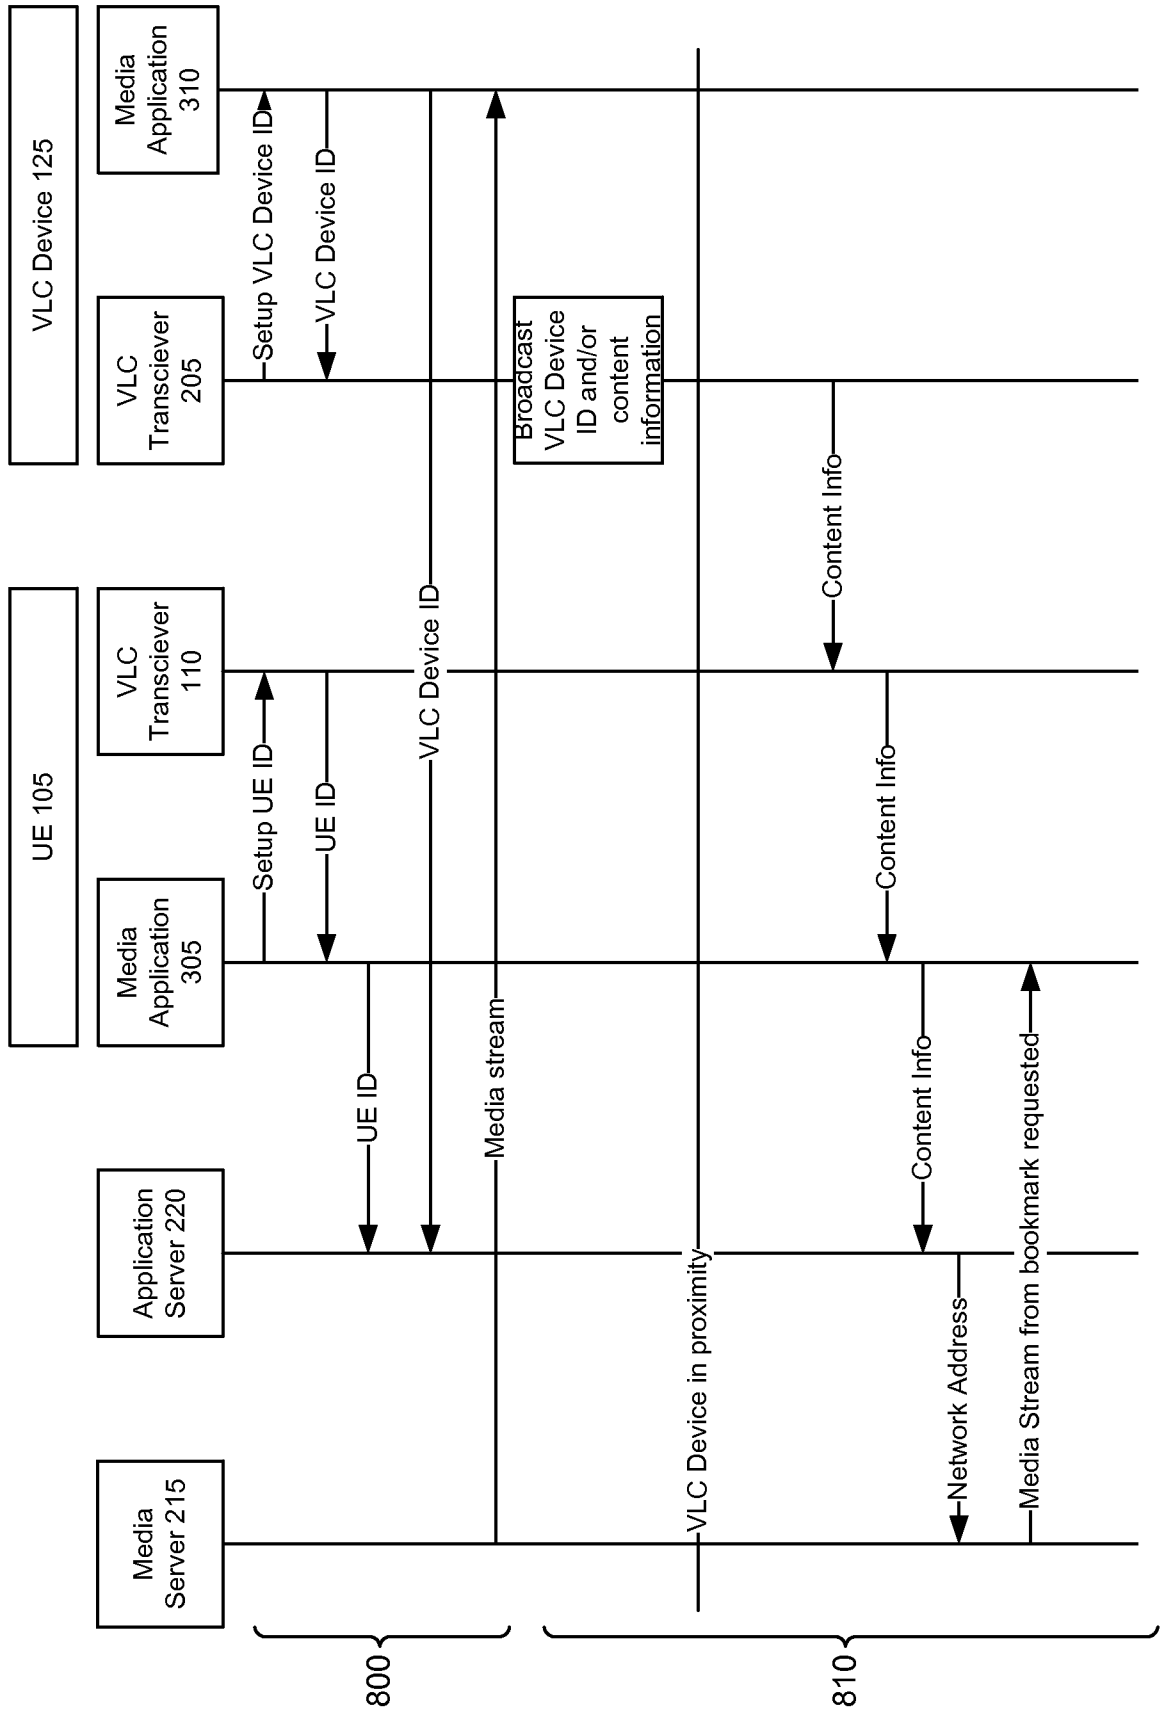 UE 105
VLC Device 125
Media
Server 215
Application
Server 220
Media
Application
305
VLC
Transciever
110
VLC
Transciever
205
Media
Application
310
800
Setup UE ID
Setup VLC Device ID
UE ID
VLC Device ID
UE ID
VLC Device ID
Media stream
810
Broadcast
VLC Device
ID and/or
content
information
VLC Device in proximity
Content Info
Content Info
Content Info
Network Address
Media Stream from bookmark requested